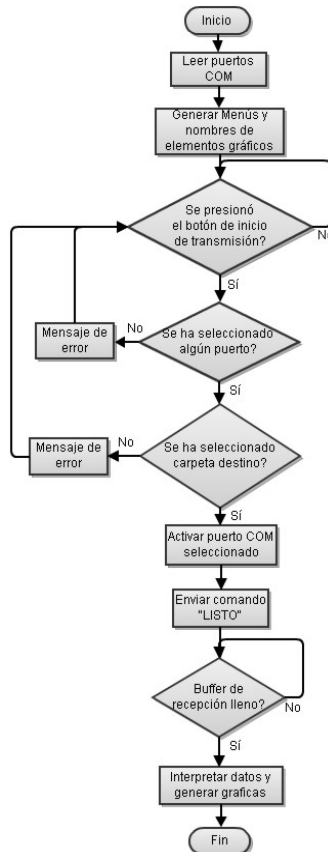 Inicio
Leer puertos
COM
Generar Menús y
nombres de
elementos gráficos
Se presionó
el botón de inicio
de transmisión?
No
Sí
Se ha seleccionado
algún puerto?
No
Mensaje de
error
Sí
Se ha seleccionado
carpeta destino?
No
Mensaje de
error
Sí
Activar puerto COM
seleccionado
Enviar comando
"LISTO"
Buffer de
recepción lleno?
No
Sí
Interpretar datos y
generar graficas
Fin